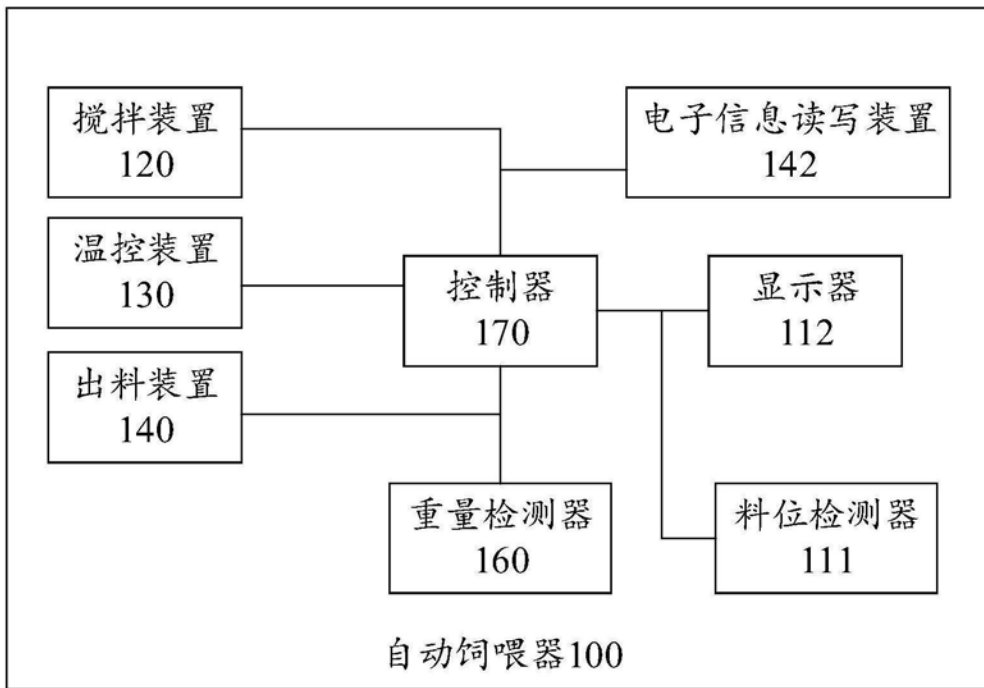 搅拌装置
120
电子信息读写装置
142
温控装置
130
控制器
170
显示器
112
出料装置
140
重量检测器
160
料位检测器
111
自动饲喂器100